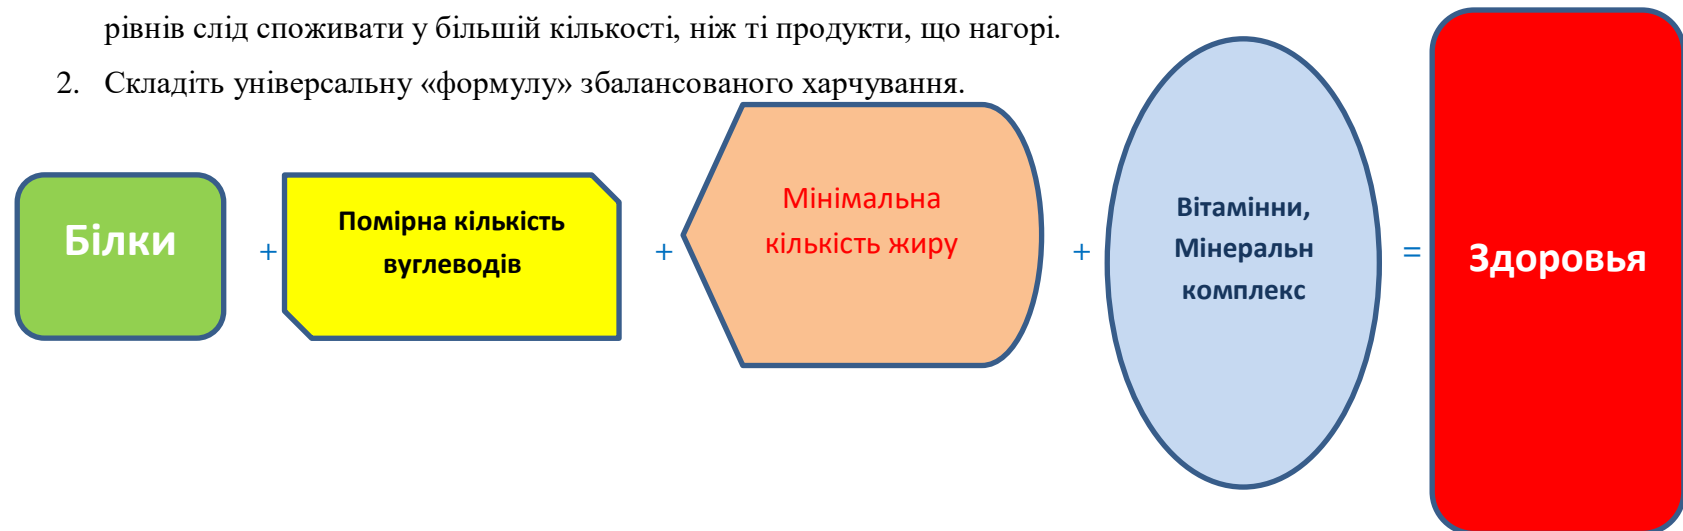 рівнів слід споживати у більшій кількості, ніж ті продукти, що нагорі.
2. Складіть універсальну «формулу» збалансованого харчування.
Білки
+
Помірна кількість
вуглеводів
+
Мінімальна
кількість жиру
+
Вітамінни,
Мінеральн
комплекс
=
Здоровья